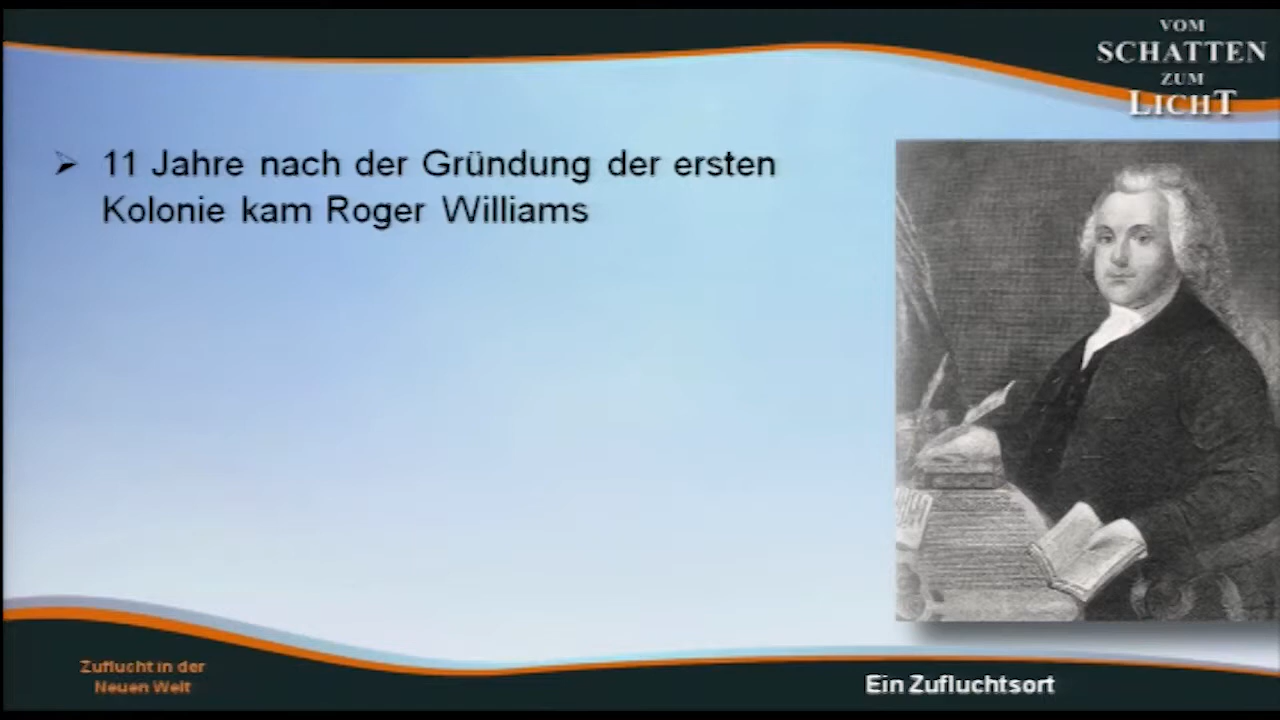 VOM
SCHATTEN
ZUM
LICHT
➢ 11 Jahre nach der Gründung der ersten
Kolonie kam Roger Williams
Zuflucht in der
Neuen Welt
Ein Zufluchtsort